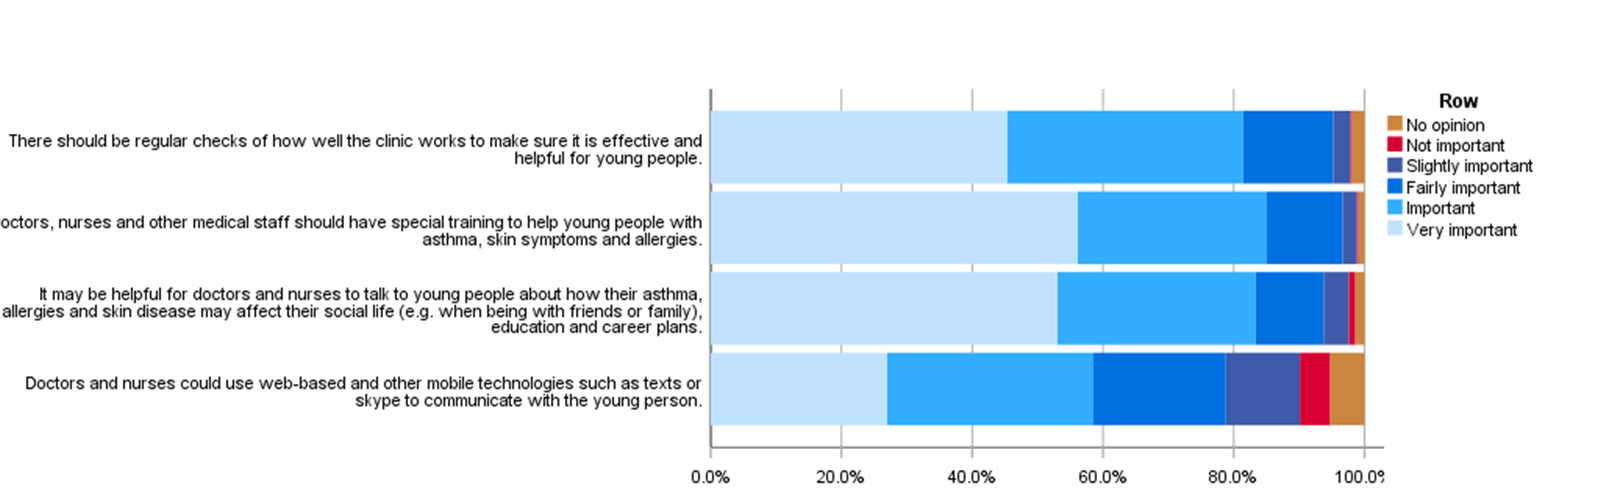 There should be regular checks of how well the clinic works to make sure it is effective and
helpful for young people.
octors, nurses and other medical staff should have special training to help young people with
asthma, skin symptoms and allergies.
It may be helpful for doctors and nurses to talk to young people about how their asthma,
allergies and skin disease may affect their social life (e.g. when being with friends or family),
education and career plans.
Doctors and nurses could use web-based and other mobile technologies such as texts or
skype to communicate with the young person.
0.0%
20.0%
40.0%
60.0%
80.0%
100.0%
Row
No opinion
Not important
Slightly important
Fairly important
Important
Very important